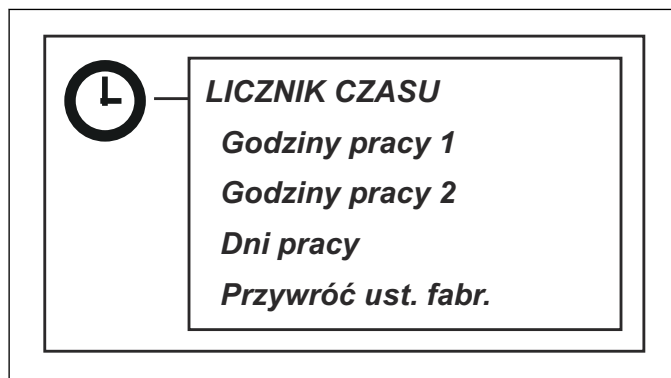 LICZNIK CZASU
Godziny pracy 1
Godziny pracy 2
Dni pracy
Przywróć ust. fabr.